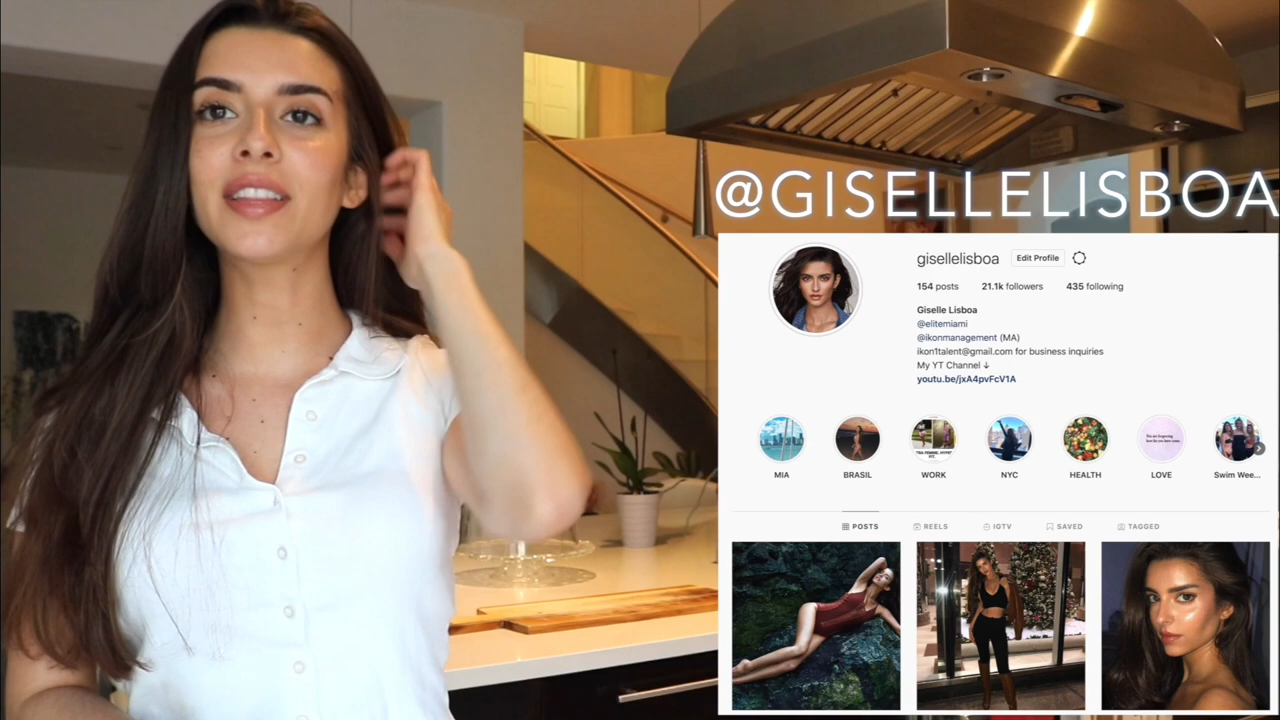 @GISELLELISBOA
gisellelisboa Edit Profile
154 posts 21.1k followers 435 following
Giselle Lisboa
@elitemiami
@ikonmanagement (MA)
ikon1talent@gmail.com for business inquiries
My YT Channel ↓
youtu.be/jxA4pvFcV1A
MIA BRASIL WORK NYC HEALTH LOVE Swim Wee...
POSTS REELS IGTV SAVED TAGGED